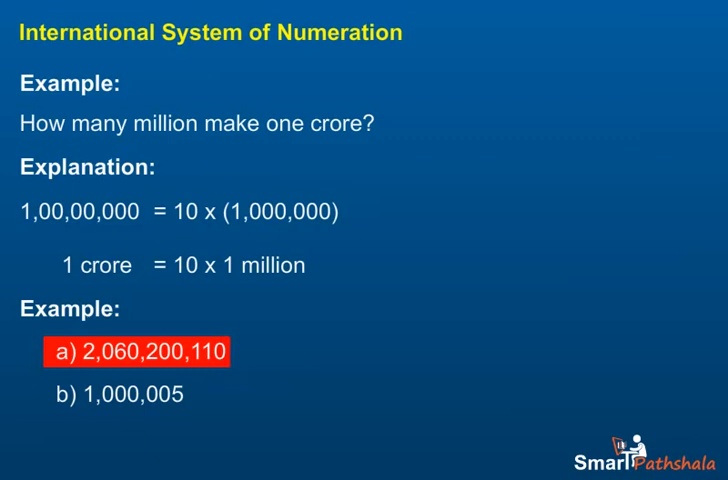 International System of Numeration
Example:
How many million make one crore?
Explanation:
1,00,00,000 = 10 x (1,000,000)
1 crore = 10 x 1 million
Example:
a) 2,060,200,110
b) 1,000,005
SmartPathshala